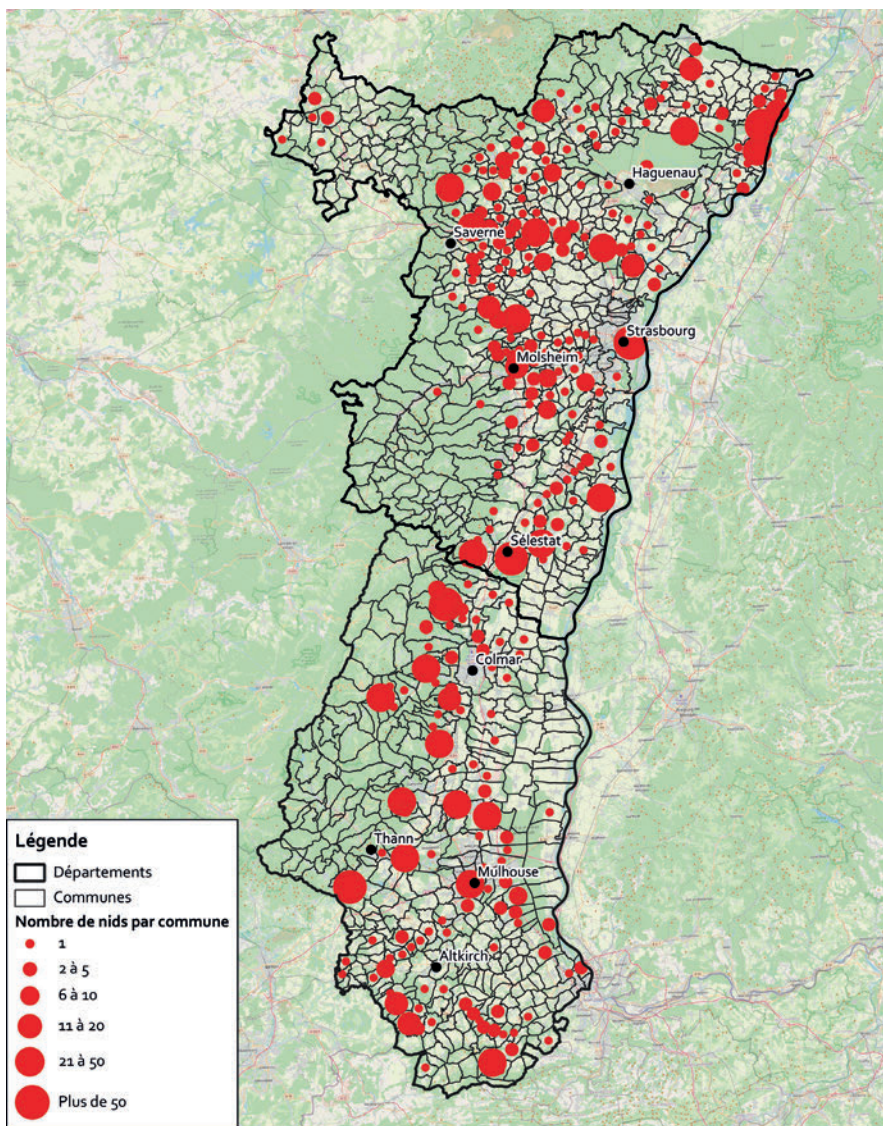 Haguenau
Saverne
Strasbourg
Molsheim
Sélestat
Colmar
Thann
Mulhouse
Altkirch
Légende
Départements
Communes
Nombre de nids par commune
1
2 à 5
6 à 10
11 à 20
21 à 50
Plus de 50